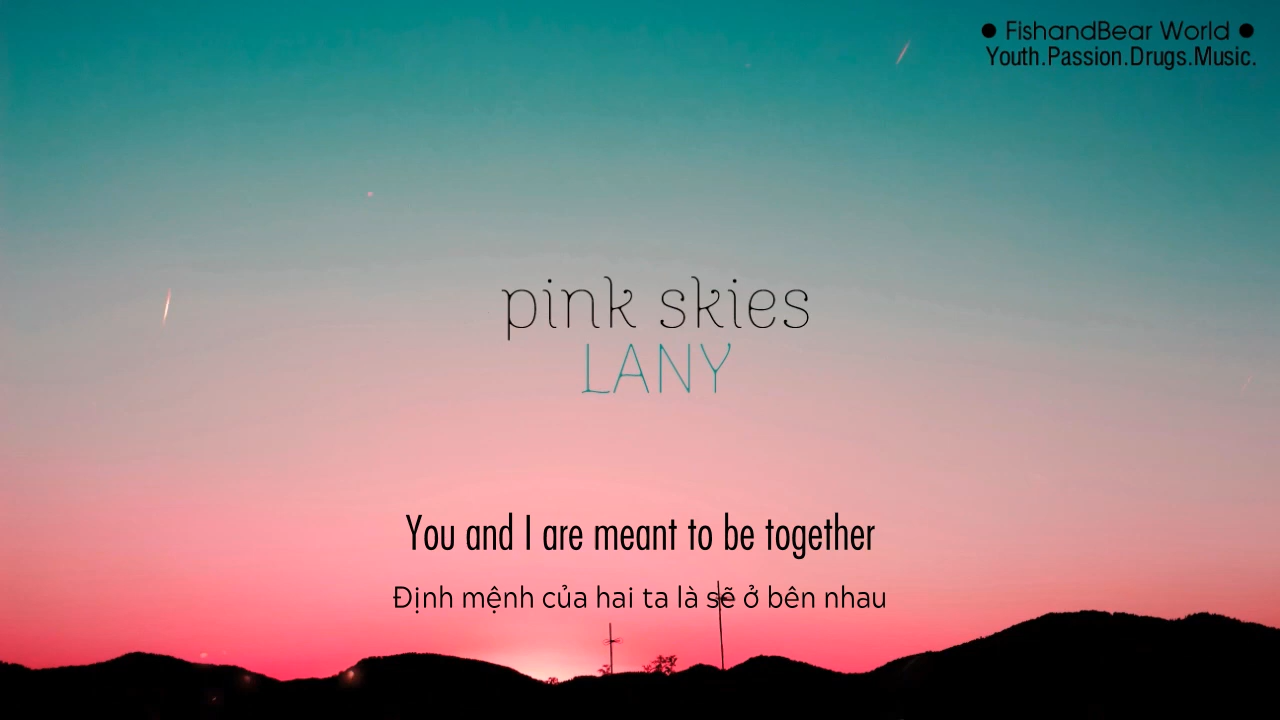 ● FishandBear World ●
Youth.Passion.Drugs.Music.
pink skies
LANY
You and I are meant to be together
Định mệnh của hai ta là sẽ ở bên nhau